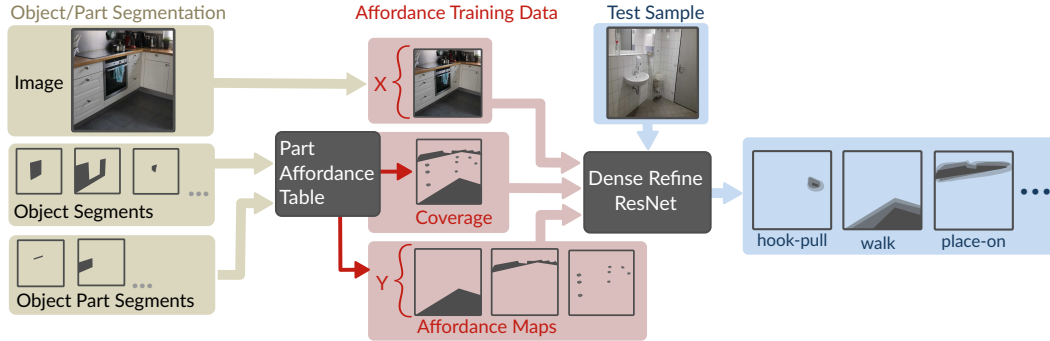 Object/Part Segmentation
Affordance Training Data
Test Sample
Image
X
Part
Affordance
Table
Object Segments
Coverage
Dense Refine
ResNet
hook-pull
walk
place-on
Object Part Segments
Y
Affordance Maps